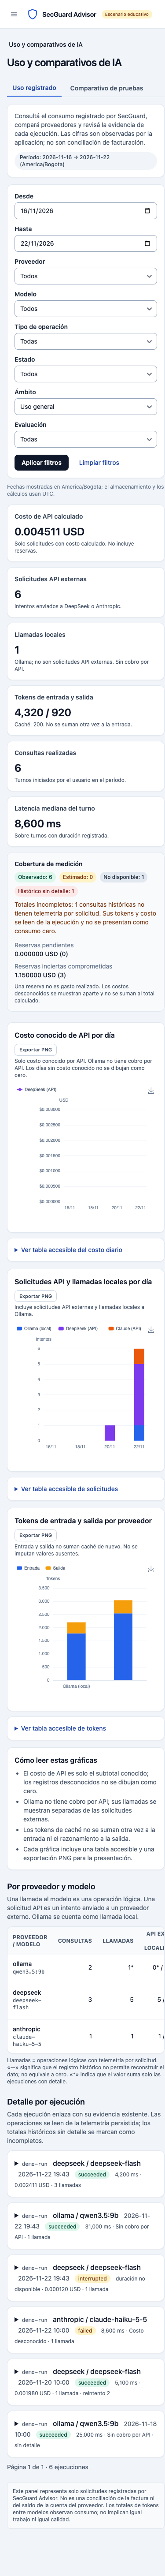 SecGuard Advisor
Escenario educativo
Uso y comparativos de IA
Uso y comparativos de IA
Uso registrado
Comparativo de pruebas
Consultá el consumo registrado por SecGuard,
compará proveedores y revisá la evidencia de
cada ejecución. Las cifras son observadas por la
aplicación; no son conciliación de facturación.
Período: 2026-11-16 → 2026-11-22
(America/Bogota)
Desde
16/11/2026
Hasta
22/11/2026
Proveedor
Todos
Modelo
Todos
Tipo de operación
Todas
Estado
Todos
Ámbito
Uso general
Evaluación
Todas
Aplicar filtros
Limpiar filtros
Fechas mostradas en America/Bogota; el almacenamiento y los
cálculos usan UTC.
Costo de API calculado
0.004511 USD
Solo solicitudes con costo calculado. No incluye
reservas.
Solicitudes API externas
6
Intentos enviados a DeepSeek o Anthropic.
Llamadas locales
1
Ollama; no son solicitudes API externas. Sin cobro por
API.
Tokens de entrada y salida
4,320 / 920
Caché: 200. No se suman otra vez a la entrada.
Consultas realizadas
6
Turnos iniciados por el usuario en el período.
Latencia mediana del turno
8,600 ms
Sobre turnos con duración registrada.
Cobertura de medición
Observado: 6
Estimado: 0
No disponible: 1
Histórico sin detalle: 1
Totales incompletos: 1 consultas históricas no
tienen telemetría por solicitud. Sus tokens y costo
se leen de la ejecución y no se presentan como
consumo cero.
Reservas pendientes
0.000000 USD (0)
Reservas inciertas comprometidas
1.150000 USD (3)
Una reserva no es gasto realizado. Los costos
desconocidos se muestran aparte y no se suman al total
calculado.
Costo conocido de API por día
Exportar PNG
Solo costo conocido por API. Ollama no tiene cobro por
API. Los días sin costo conocido no se dibujan como
cero.
DeepSeek (API)
USD
16/11
18/11
20/11
22/11
Ver tabla accesible del costo diario
Solicitudes API y llamadas locales por día
Exportar PNG
Incluye solicitudes API externas y llamadas locales a
Ollama.
Ollama (local)
DeepSeek (API)
Claude (API)
Intentos
6
5
4
3
2
1
0
16/11
18/11
20/11
22/11
Ver tabla accesible de solicitudes
Tokens de entrada y salida por proveedor
Exportar PNG
Entrada y salida no suman caché de nuevo. No se
imputan valores ausentes.
Entrada
Salida
Tokens
3.500
3.000
2.500
2.000
1.500
1.000
500
0
Ollama (local)
Ver tabla accesible de tokens
Cómo leer estas gráficas
El costo de API es solo el subtotal conocido;
los registros desconocidos no se dibujan como
cero.
Ollama no tiene cobro por API; sus llamadas se
muestran separadas de las solicitudes
externas.
Los tokens de caché no se suman otra vez a la
entrada ni el razonamiento a la salida.
Cada gráfica incluye una tabla accesible y una
exportación PNG para la presentación.
Por proveedor y modelo
Una llamada al modelo es una operación lógica. Una
solicitud API es un intento enviado a un proveedor
externo. Ollama se cuenta como llamada local.
PROVEEDOR
/ MODELO
CONSULTAS
LLAMADAS
API EX
LOCALI
ollama
qwen3.5:9b
2
1*
0* /
deepseek
deepseek-
flash
3
5
5 /
anthropic
claude-
haiku-5-5
1
1
1 /
Llamadas = operaciones lógicas con telemetría por solicitud.
«—» significa que el registro histórico no permite reconstruir el
dato; no equivale a cero. «*» indica que el valor suma solo las
ejecuciones con detalle.
Detalle por ejecución
Cada ejecución enlaza con su evidencia existente. Las
operaciones se leen de la telemetría persistida; los
totales históricos sin detalle se marcan como
incompletos.
demo-run deepseek / deepseek-flash
2026-11-22 19:43 succeeded 4,200 ms ·
0.002411 USD · 3 llamadas
demo-run ollama / qwen3.5:9b 2026-11-
22 19:43 succeeded 31,000 ms · Sin cobro por
API · 1 llamada
demo-run deepseek / deepseek-flash
2026-11-22 19:43 interrupted duración no
disponible · 0.000120 USD · 1 llamada
demo-run anthropic / claude-haiku-5-5
2026-11-22 10:00 failed 8,600 ms · Costo
desconocido · 1 llamada
demo-run deepseek / deepseek-flash
2026-11-20 10:00 succeeded 5,100 ms ·
0.001980 USD · 1 llamada · reintento 2
demo-run ollama / qwen3.5:9b 2026-11-18
10:00 succeeded 25,000 ms · Sin cobro por API ·
sin detalle
Página 1 de 1 · 6 ejecuciones
Este panel representa solo solicitudes registradas por
SecGuard Advisor. No es una conciliación de la factura ni
saldo de la cuenta del proveedor. Los totales de tokens
entre modelos observan consumo; no implican igual
trabajo ni igual calidad.